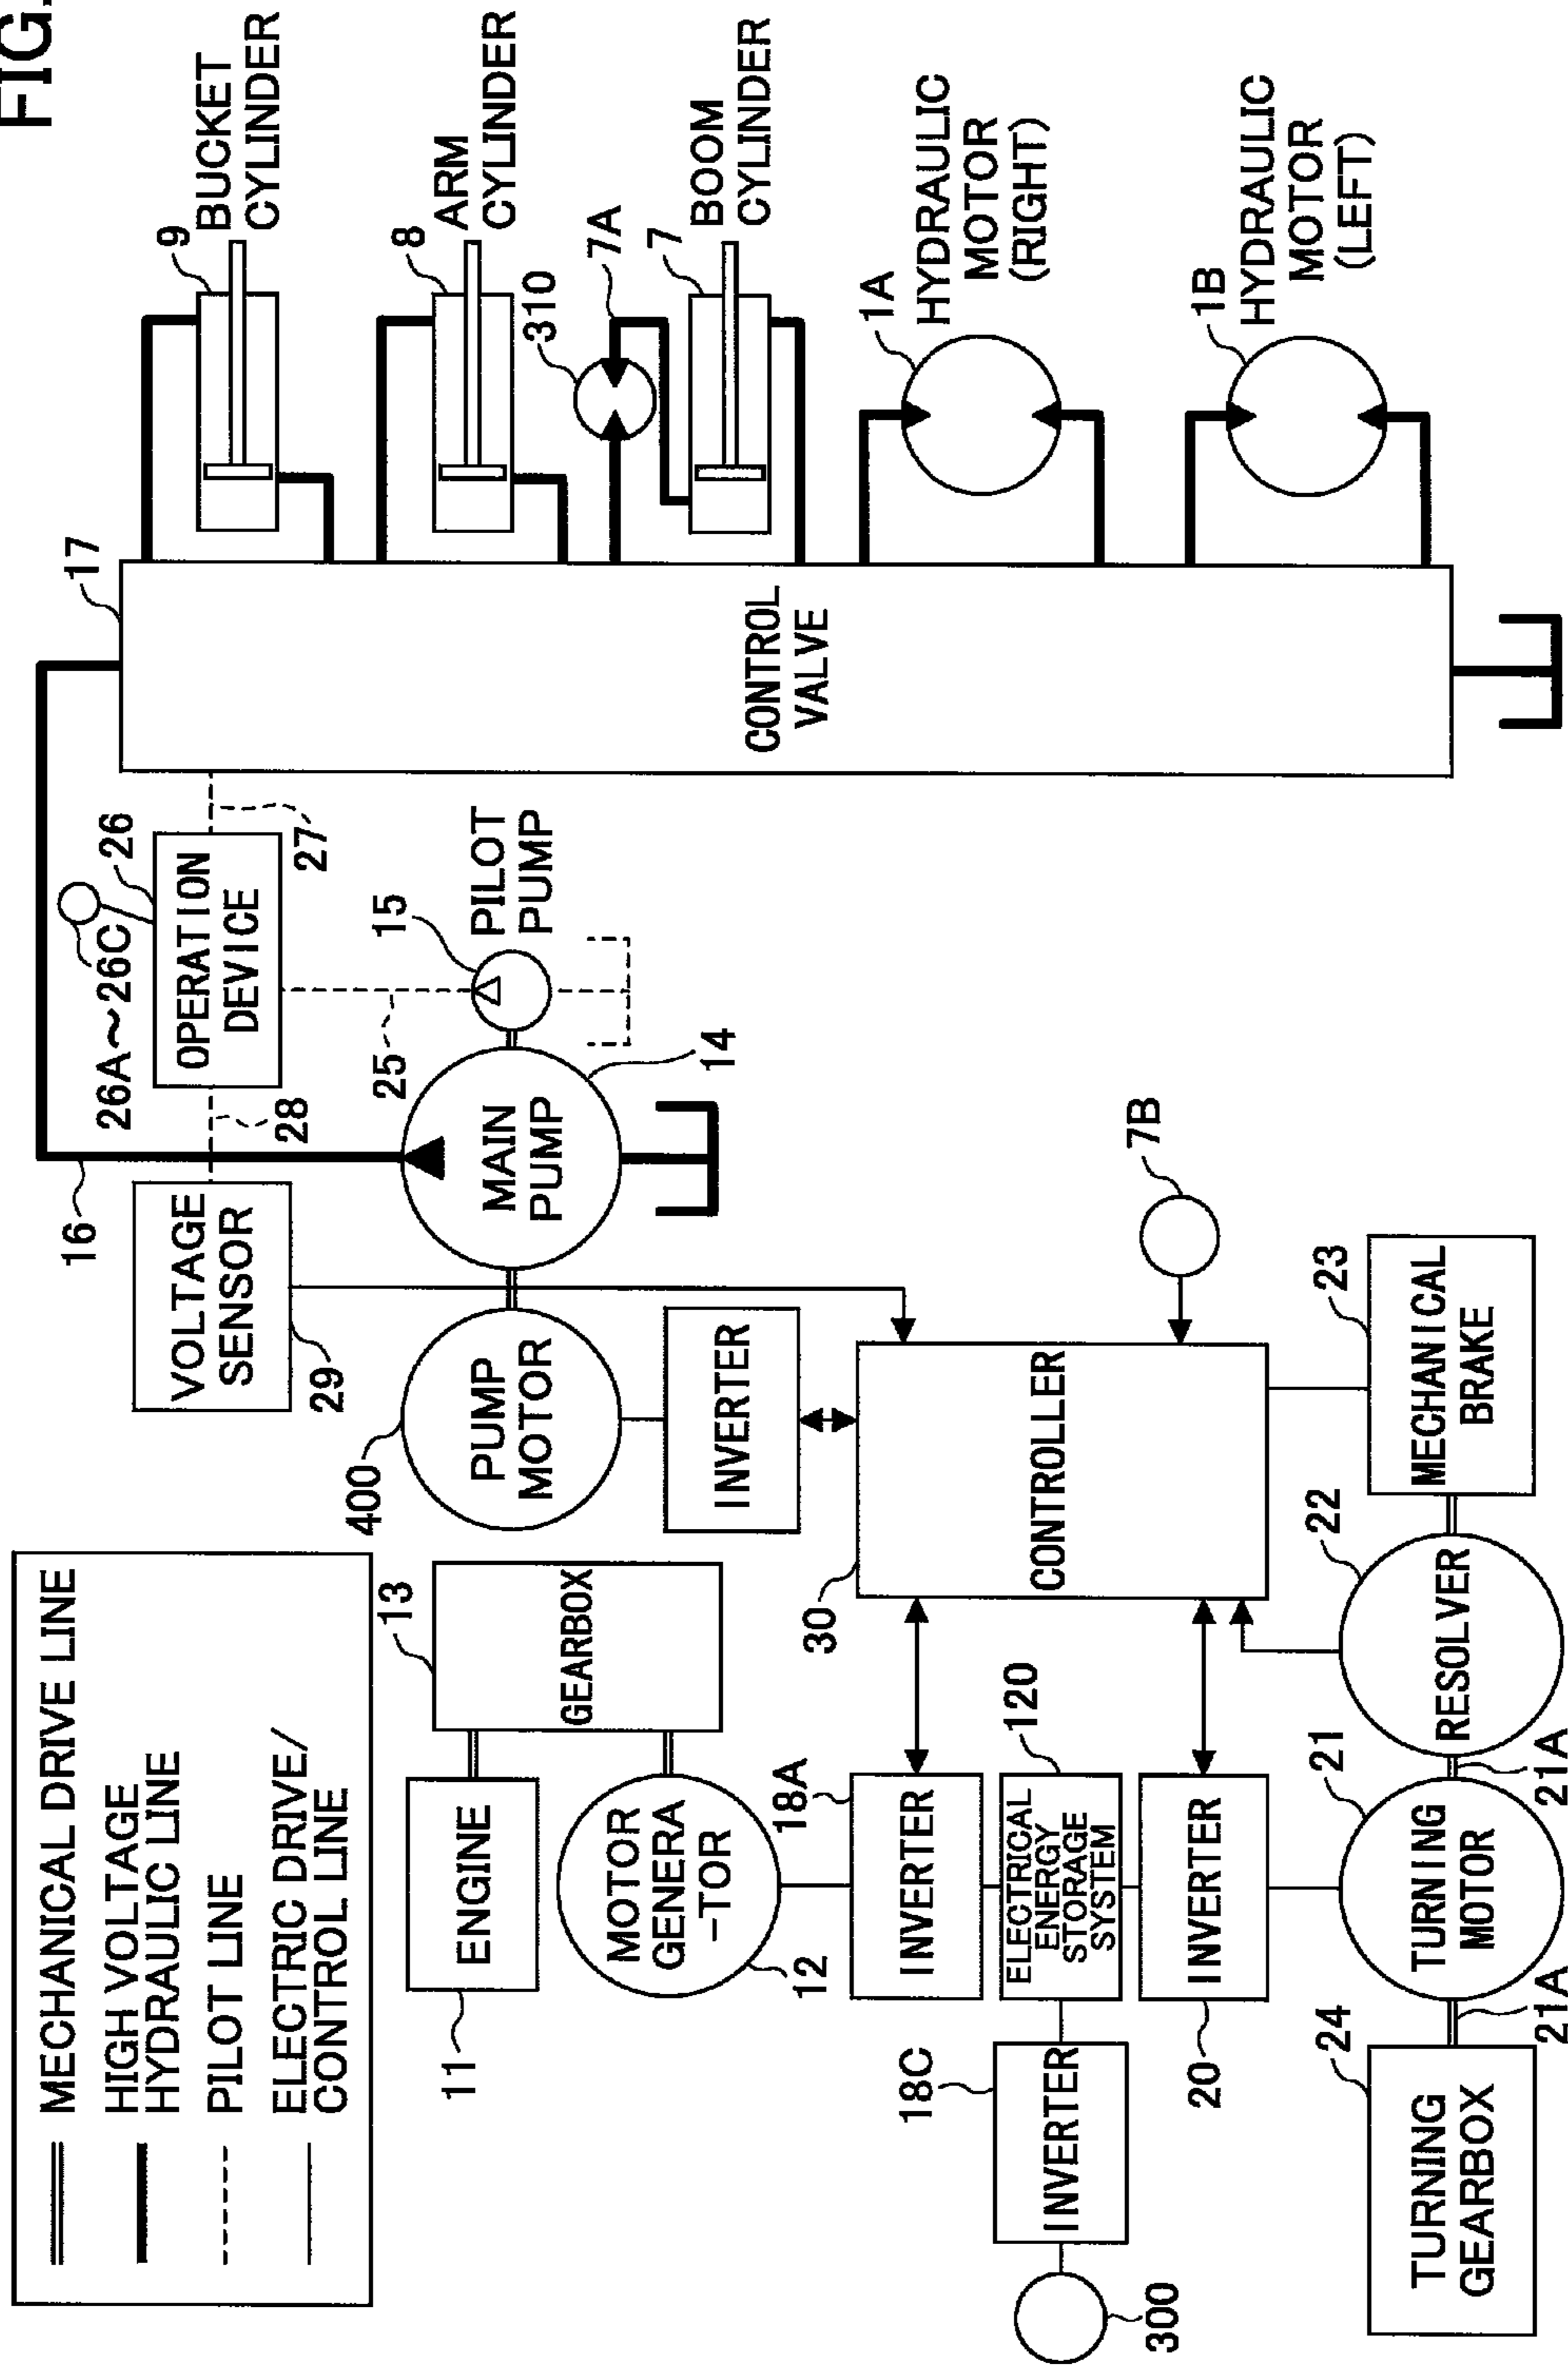 FIG.
MECHANICAL DRIVE LINE
HIGH VOLTAGE
HYDRAULIC LINE
PILOT LINE
ELECTRIC DRIVE/
CONTROL LINE
16
VOLTAGE
SENSOR
29
28
26A~26C
26
OPERATION
DEVICE
27
25
15
PILOT
PUMP
17
CONTROL
VALVE
9
BUCKET
CYLINDER
8
ARM
CYLINDER
310
7A
7
BOOM
CYLINDER
1A
HYDRAULIC
MOTOR
(RIGHT)
1B
HYDRAULIC
MOTOR
(LEFT)
11
ENGINE
13
GEARBOX
400
PUMP
MOTOR
MAIN
PUMP
14
12
MOTOR
GENERA
-TOR
INVERTER
18A
INVERTER
30
CONTROLLER
7B
18C
INVERTER
300
120
ELECTRICAL
ENERGY
STORAGE
SYSTEM
20
INVERTER
24
TURNING
GEARBOX
21A
21
TURNING
MOTOR
21A
22
RESOLVER
23
MECHANICAL
BRAKE